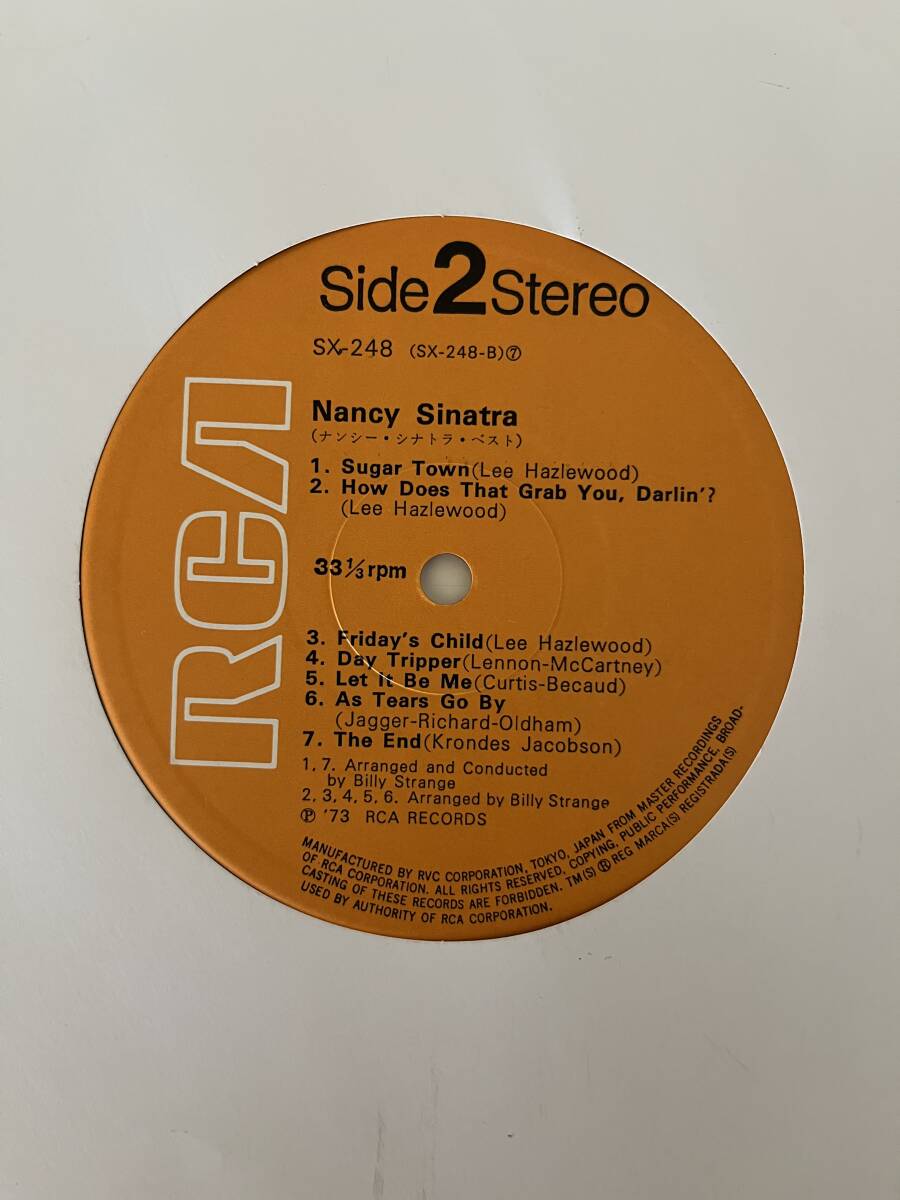 Side 2 Stereo
SX-248 (SX-248-B)⑦
RCA
Nancy Sinatra
(ナンシー・シナトラ・ベスト)
1. Sugar Town (Lee Hazlewood)
2. How Does That Grab You, Darlin'?
(Lee Hazlewood)
33⅓rpm
3. Friday's Child (Lee Hazlewood)
4. Day Tripper (Lennon-McCartney)
5. Let It Be Me (Curtis-Becaud)
6. As Tears Go By
(Jagger-Richard-Oldham)
7. The End (Krondes Jacobson)
1, 7. Arranged and Conducted
by Billy Strange
2, 3, 4, 5, 6. Arranged by Billy Strange
Ⓟ '73 RCA RECORDS
MANUFACTURED BY RVC CORPORATION, TOKYO, JAPAN FROM MASTER RECORDINGS
OF RCA CORPORATION. ALL RIGHTS RESERVED, COPYING, PUBLIC PERFORMANCE, BROAD-
CASTING OF THESE RECORDS ARE FORBIDDEN. TM(S) ® REG MARCA(S) REGISTRADA(S)
USED BY AUTHORITY OF RCA CORPORATION.